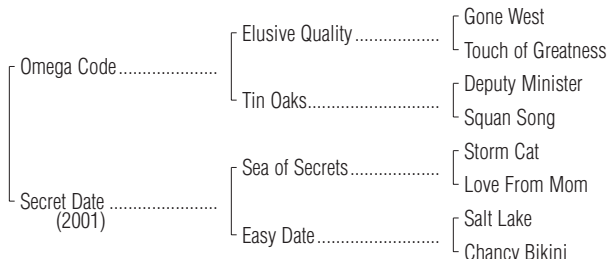 Gone West
Elusive Quality ..................
Touch of Greatness
Omega Code .....................
Deputy Minister
Tin Oaks............................
Squan Song
Storm Cat
Sea of Secrets ...................
Love From Mom
Secret Date .......................
(2001)
Salt Lake
Easy Date..........................
Chancy Bikini